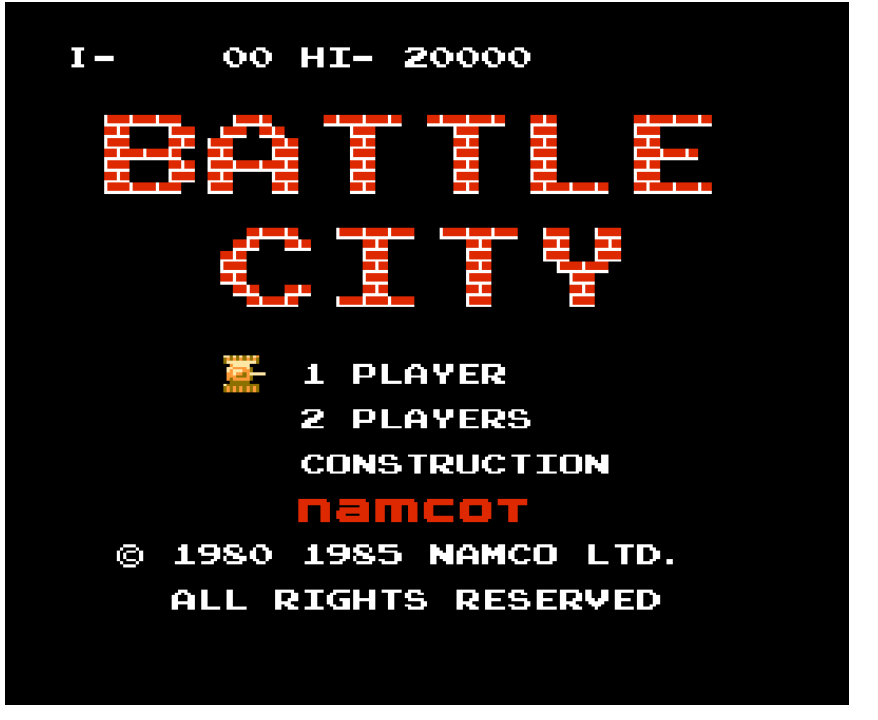 I- 00 HI- 20000
BATTLE
CITY
1 PLAYER
2 PLAYERS
CONSTRUCTION
namcoT
© 1980 1985 NAMCO LTD.
ALL RIGHTS RESERVED